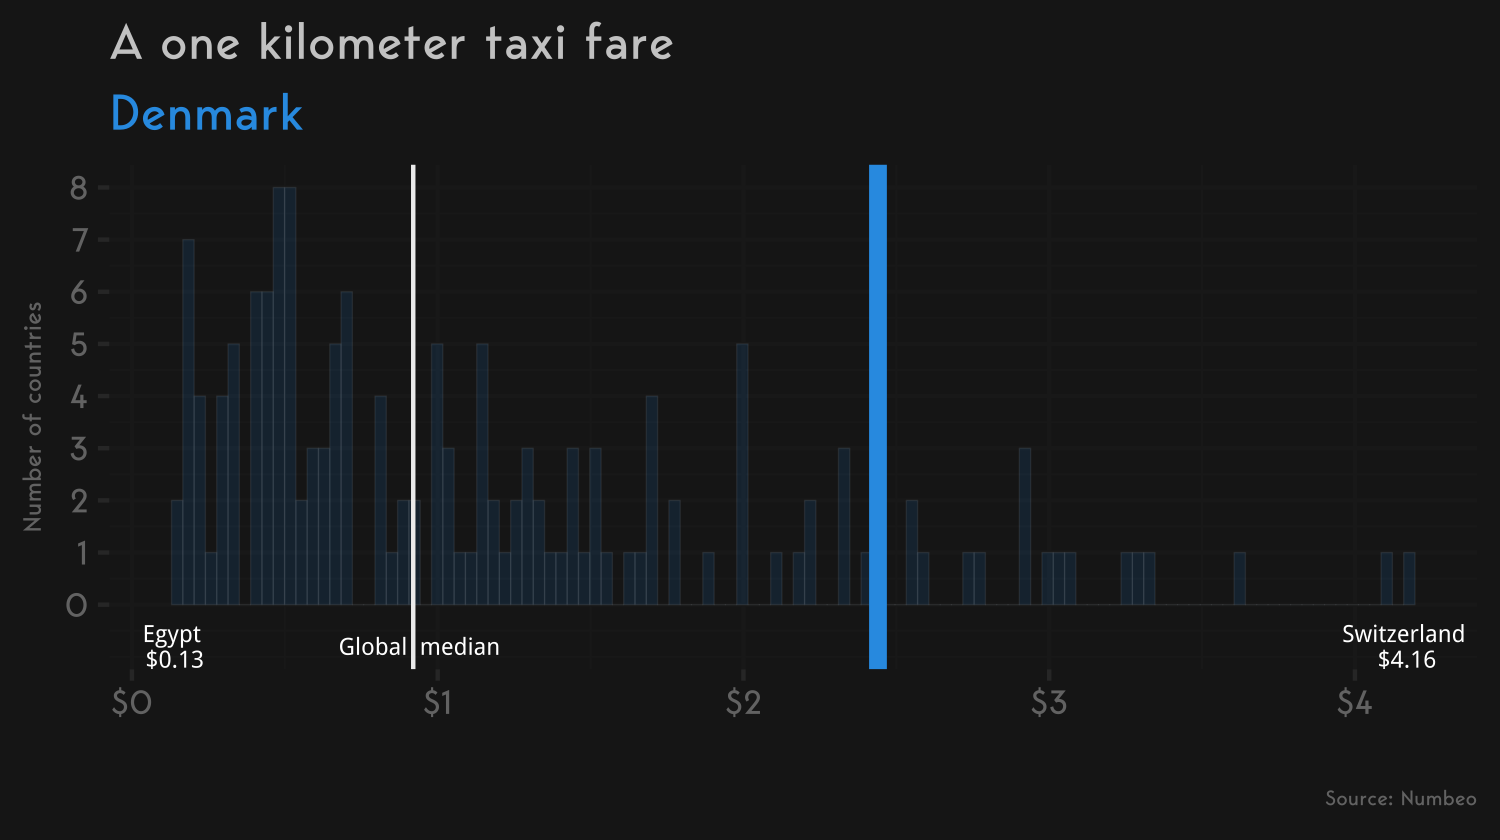 A one kilometer taxi fare
Denmark
Number of countries
8
7
6
5
4
3
2
1
0
Egypt
$0.13
Global median
Switzerland
$4.16
$0 $1 $2 $3 $4
Source: Numbeo